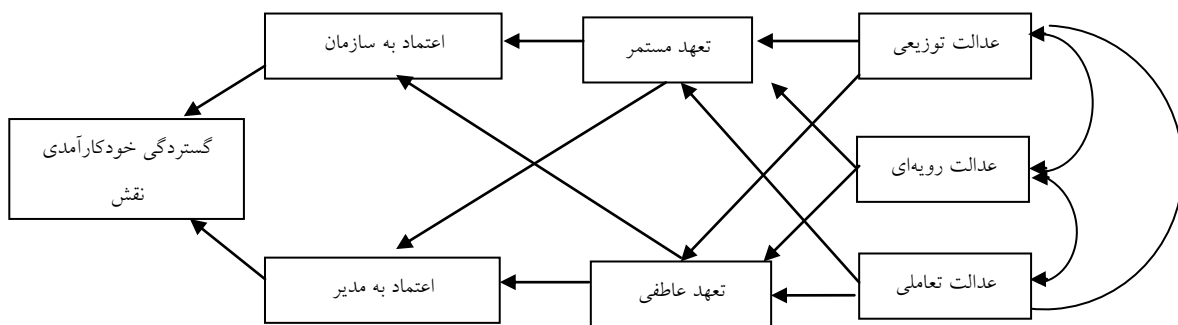 عدالت توزیعی
تعهد مستمر
اعتماد به سازمان
عدالت رویه‌ای
گستردگی خودکارآمدی
نقش
عدالت تعاملی
تعهد عاطفی
اعتماد به مدیر